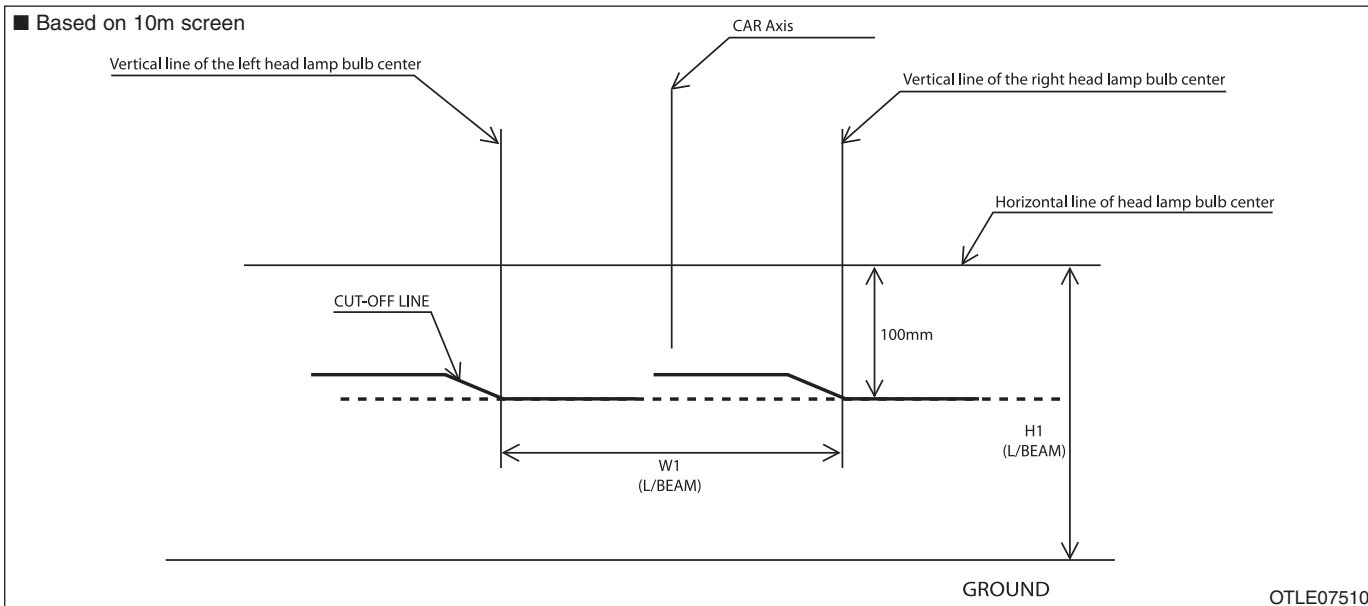 ■ Based on 10m screen
CAR Axis
Vertical line of the left head lamp bulb center
Vertical line of the right head lamp bulb center
Horizontal line of head lamp bulb center
CUT-OFF LINE
100mm
H1
(L/BEAM)
W1
(L/BEAM)
GROUND
OTLE07510